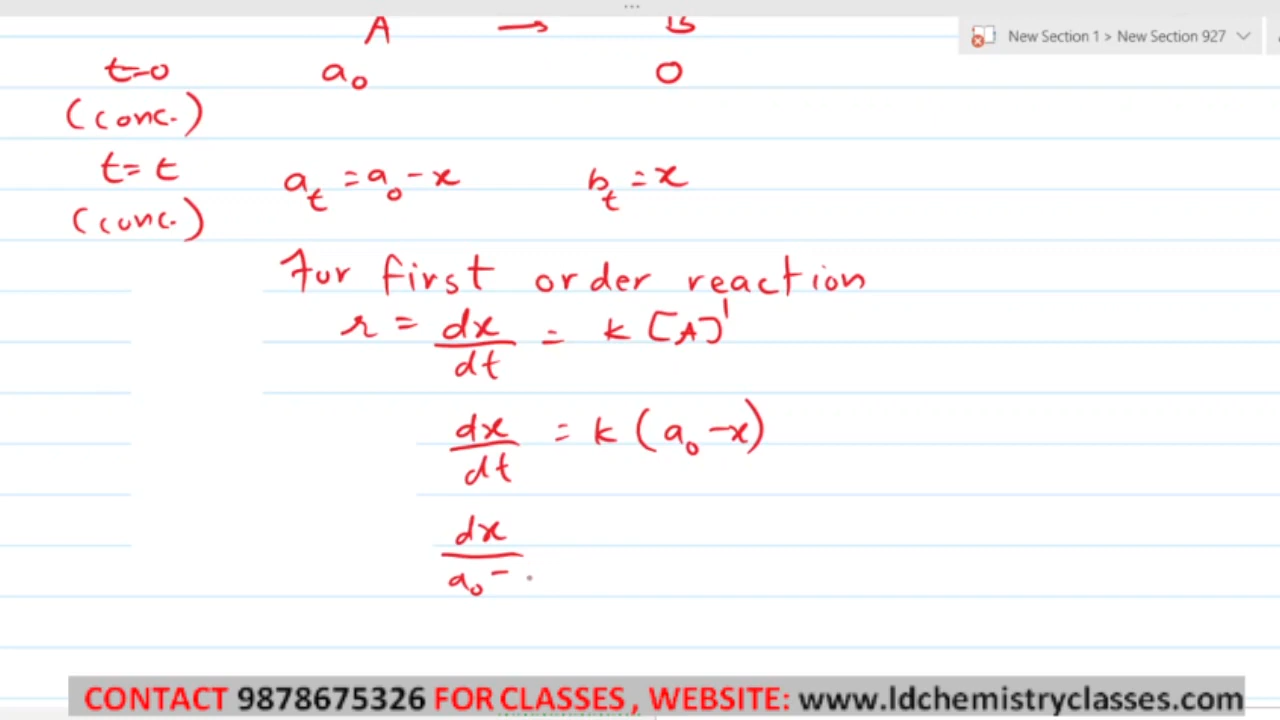 ...
A → B
New Section 1 > New Section 927
t=0 a₀ 0
(conc.)
t= t aₜ = a₀ - x bₜ = x
(conc.)
For first order reaction
r = dx/dt = k [A]¹
dx/dt = k (a₀ - x)
dx/a₀ -
CONTACT 9878675326 FOR CLASSES , WEBSITE: www.ldchemistryclasses.com